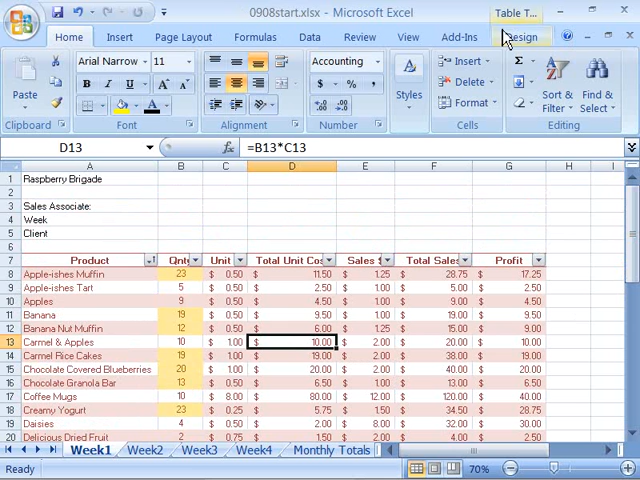 0908start.xlsx - Microsoft Excel
Table T...
Home Insert Page Layout Formulas Data Review View Add-Ins Design
Arial Narrow 11 Accounting Insert Σ
Paste Styles Delete Sort & Find &
Format Filter Select
Clipboard Font Alignment Number Cells Editing
D13 fx =B13*C13
A B C D E F G H I
1 Raspberry Brigade
2
3 Sales Associate:
4 Week
5 Client
6
7 Product Qnty Unit Total Unit Cos Sales $ Total Sales Profit
8 Apple-ishes Muffin 23 $ 0.50 $ 11.50 $ 1.25 $ 28.75 $ 17.25
9 Apple-ishes Tart 5 $ 0.50 $ 2.50 $ 1.00 $ 5.00 $ 2.50
10 Apples 9 $ 0.50 $ 4.50 $ 1.00 $ 9.00 $ 4.50
11 Banana 19 $ 0.50 $ 9.50 $ 1.00 $ 19.00 $ 9.50
12 Banana Nut Muffin 12 $ 0.50 $ 6.00 $ 1.25 $ 15.00 $ 9.00
13 Carmel & Apples 10 $ 1.00 $ 10.00 $ 2.00 $ 20.00 $ 10.00
14 Carmel Rice Cakes 19 $ 1.00 $ 19.00 $ 2.00 $ 38.00 $ 19.00
15 Chocolate Covered Blueberries 20 $ 1.00 $ 20.00 $ 2.00 $ 40.00 $ 20.00
16 Chocolate Granola Bar 13 $ 0.50 $ 6.50 $ 1.00 $ 13.00 $ 6.50
17 Coffee Mugs 10 $ 8.00 $ 80.00 $ 12.00 $ 120.00 $ 40.00
18 Creamy Yogurt 23 $ 0.25 $ 5.75 $ 1.50 $ 34.50 $ 28.75
19 Daisies 4 $ 0.50 $ 2.00 $ 8.00 $ 32.00 $ 30.00
20 Delicious Dried Fruit 2 $ 0.75 $ 1.50 $ 2.00 $ 4.00 $ 2.50
Week1 Week2 Week3 Week4 Monthly Totals
Ready 70%